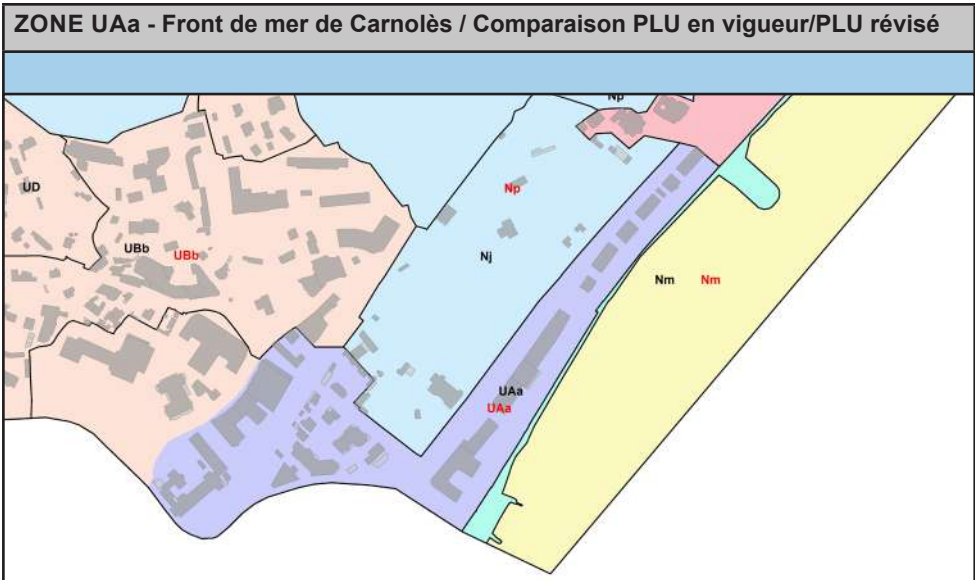 ZONE UAa - Front de mer de Carnolès / Comparaison PLU en vigueur/PLU révisé
Np
UD
Np
UBb
UBb
Nj
Nm
Nm
UAa
UAa